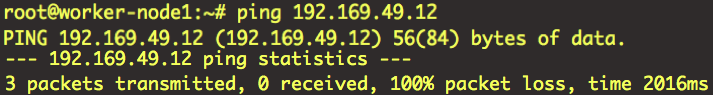 root@worker-node1:~# ping 192.169.49.12
PING 192.169.49.12 (192.169.49.12) 56(84) bytes of data.
--- 192.169.49.12 ping statistics ---
3 packets transmitted, 0 received, 100% packet loss, time 2016ms